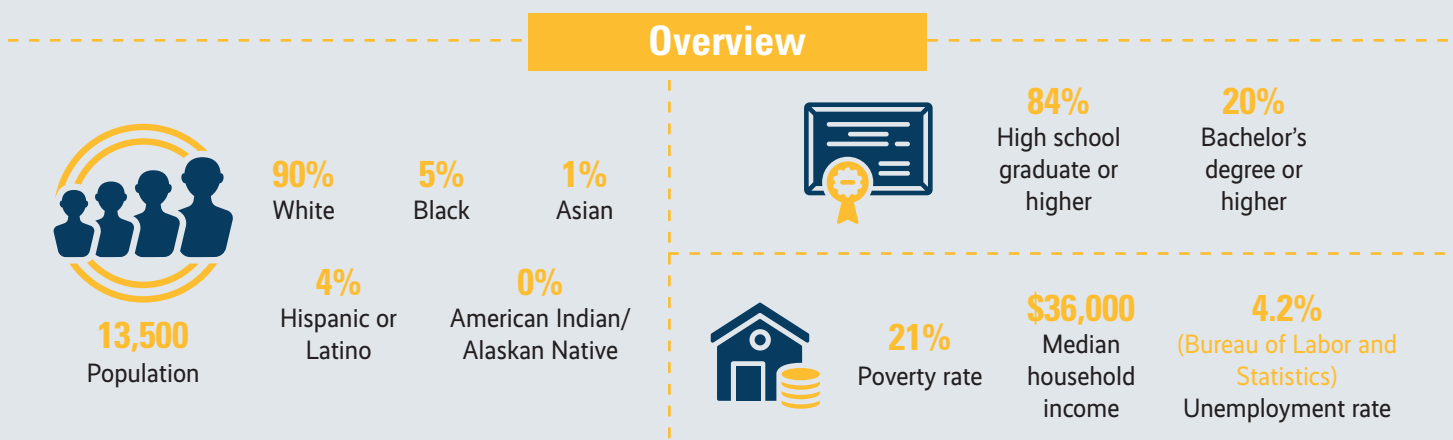 Overview
13,500
Population
90%
White
5%
Black
1%
Asian
4%
Hispanic or
Latino
0%
American Indian/
Alaskan Native
84%
High school
graduate or
higher
20%
Bachelor’s
degree or
higher
21%
Poverty rate
$36,000
Median
household
income
4.2%
(Bureau of Labor and
Statistics)
Unemployment rate